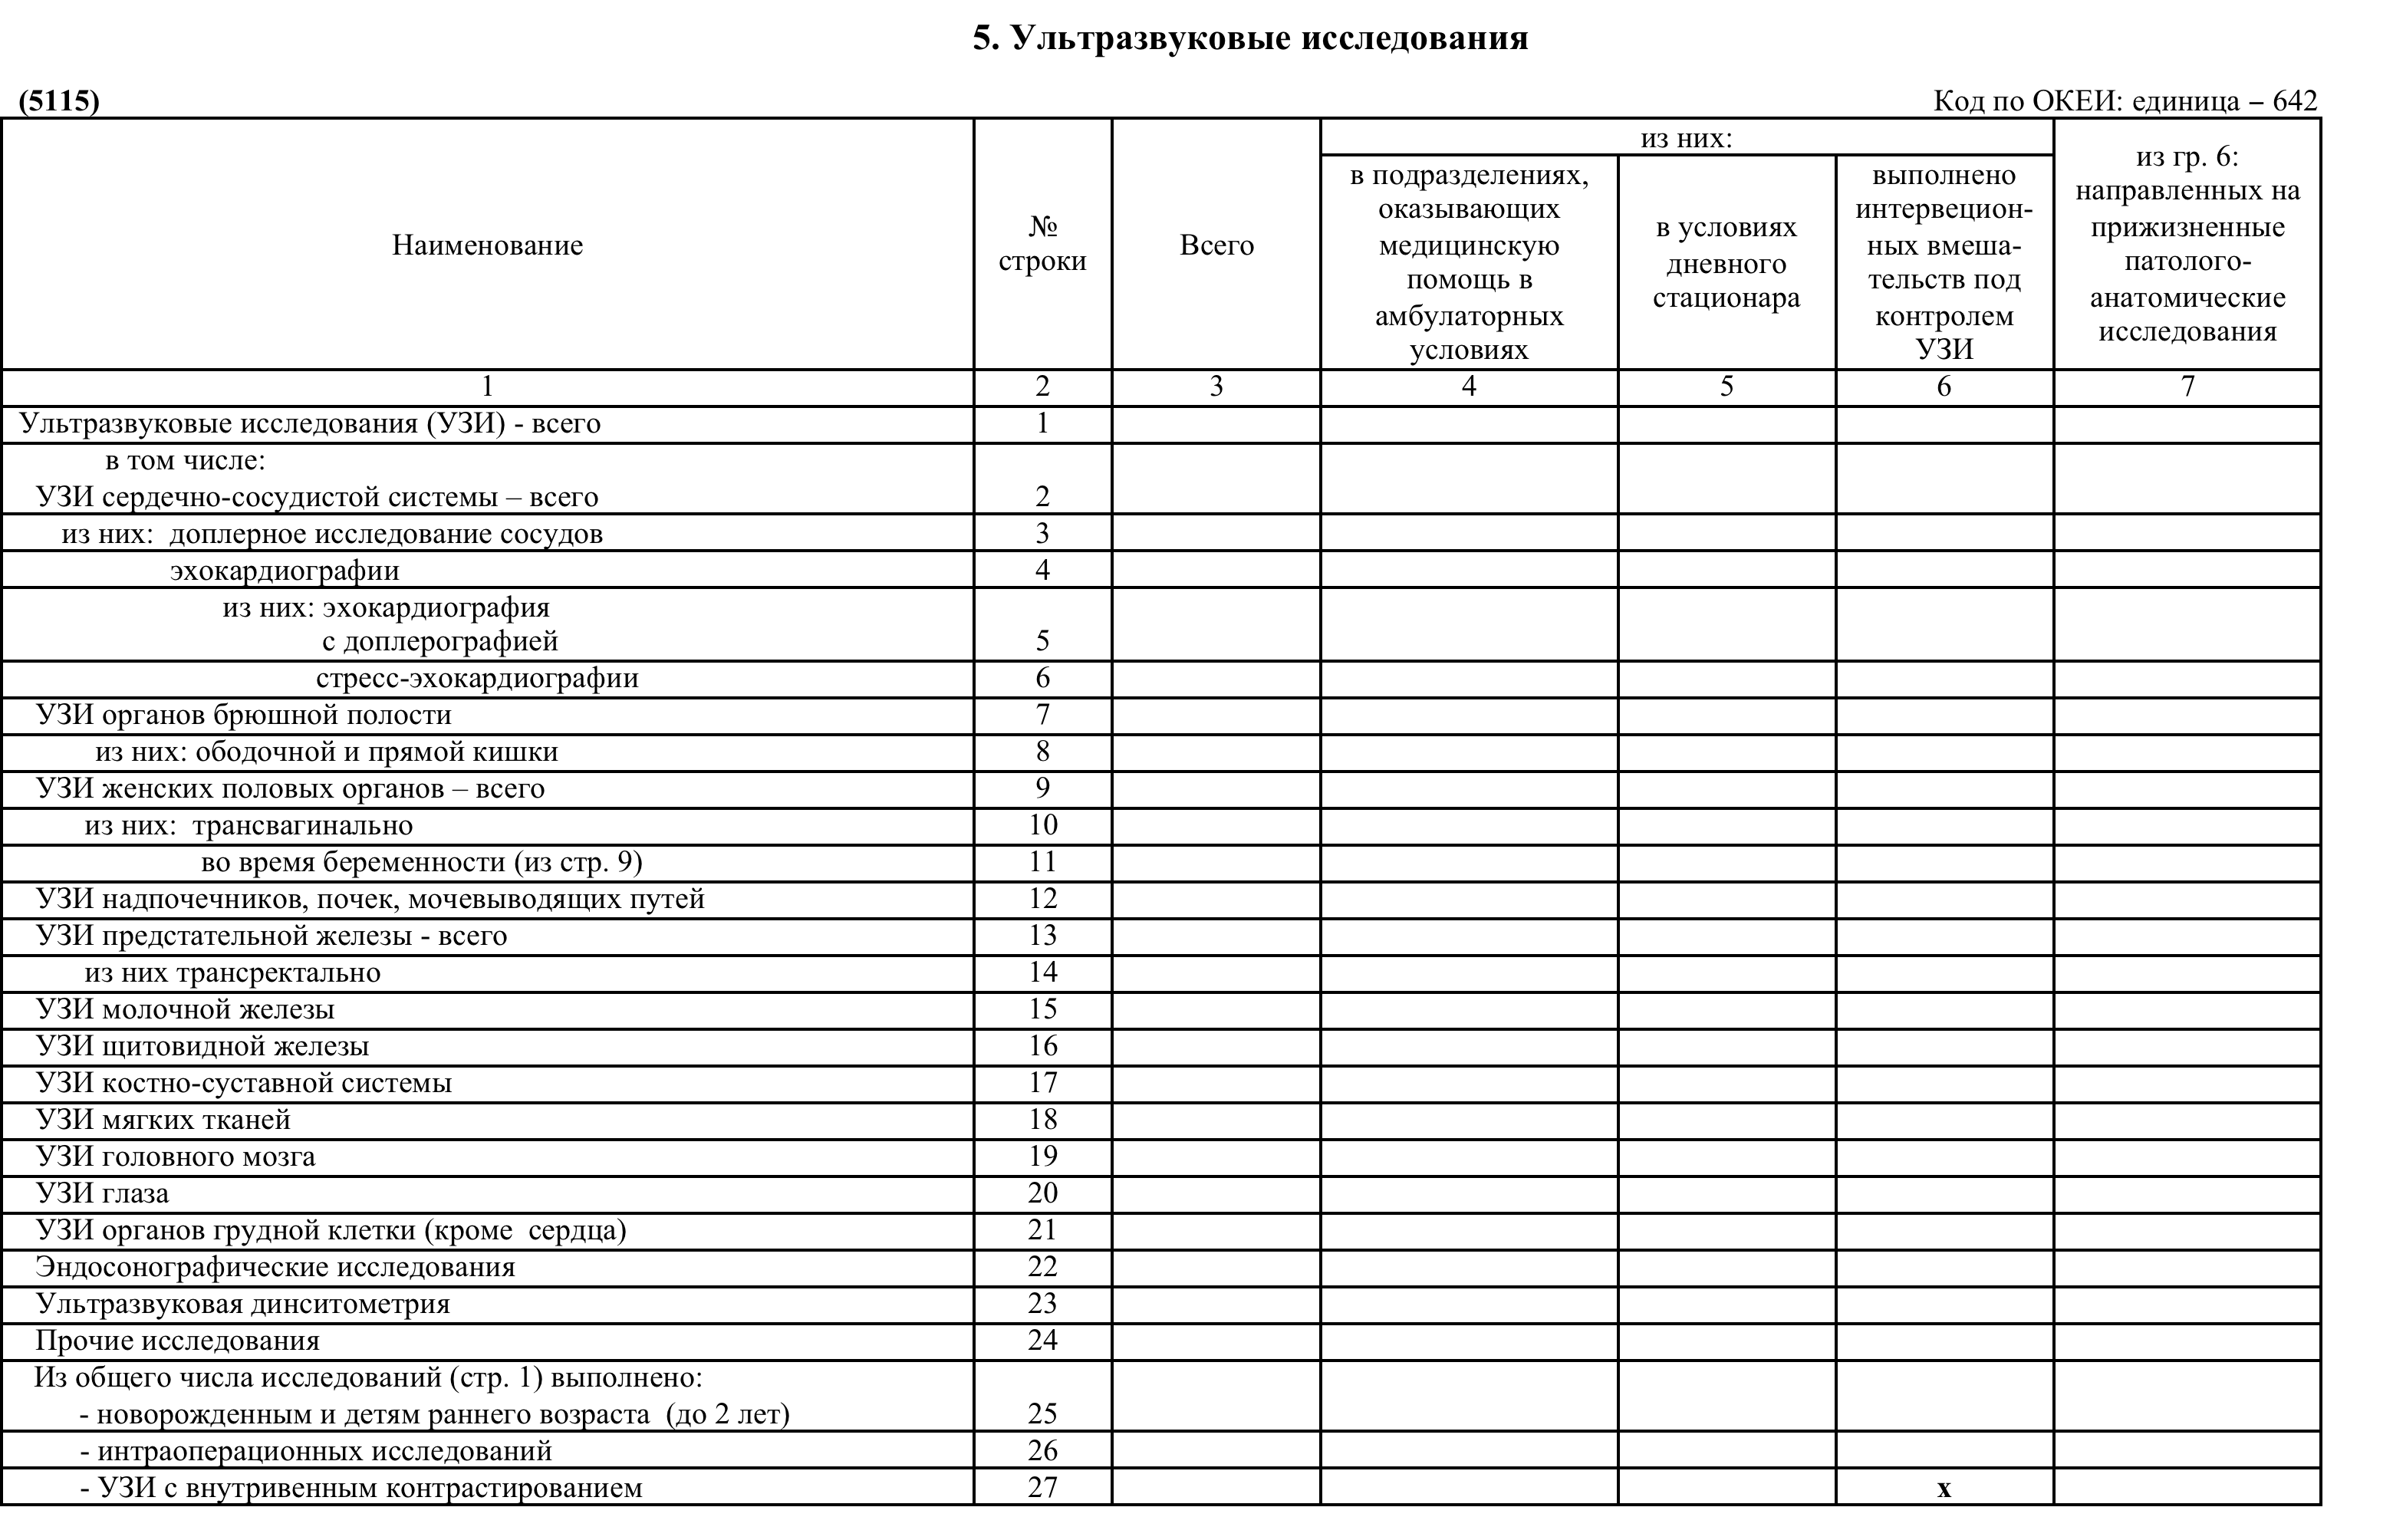 5. Ультразвуковые исследования
(5115)
Код по ОКЕИ: единица – 642
Наименование
№
строки
Всего
из них:
в подразделениях,
оказывающих
медицинскую
помощь в
амбулаторных
условиях
в условиях
дневного
стационара
выполнено
интервецион-
ных вмеша-
тельств под
контролем
УЗИ
из гр. 6:
направленных на
прижизненные
патолого-
анатомические
исследования
1 2 3 4 5 6 7
Ультразвуковые исследования (УЗИ) - всего 1
в том числе:
УЗИ сердечно-сосудистой системы – всего 2
из них: доплерное исследование сосудов 3
эхокардиографии 4
из них: эхокардиография
с доплерографией 5
стресс-эхокардиографии 6
УЗИ органов брюшной полости 7
из них: ободочной и прямой кишки 8
УЗИ женских половых органов – всего 9
из них: трансвагинально 10
во время беременности (из стр. 9) 11
УЗИ надпочечников, почек, мочевыводящих путей 12
УЗИ предстательной железы - всего 13
из них трансректально 14
УЗИ молочной железы 15
УЗИ щитовидной железы 16
УЗИ костно-суставной системы 17
УЗИ мягких тканей 18
УЗИ головного мозга 19
УЗИ глаза 20
УЗИ органов грудной клетки (кроме сердца) 21
Эндосонографические исследования 22
Ультразвуковая динситометрия 23
Прочие исследования 24
Из общего числа исследований (стр. 1) выполнено:
- новорожденным и детям раннего возраста (до 2 лет) 25
- интраоперационных исследований 26
- УЗИ с внутривенным контрастированием 27 х